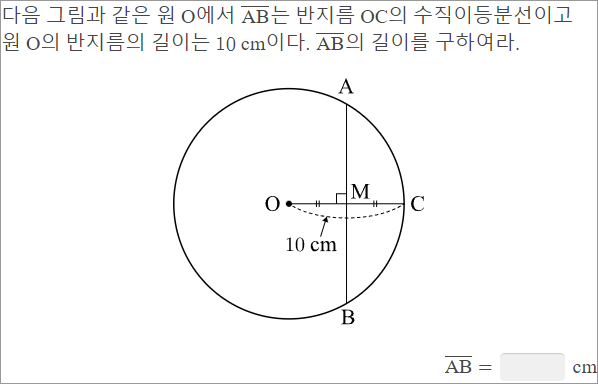 다음 그림과 같은 원 O에서 AB는 반지름 OC의 수직이등분선이고
원 O의 반지름의 길이는 10 cm이다. AB의 길이를 구하여라.
A
O
M
C
10 cm
B
AB = cm